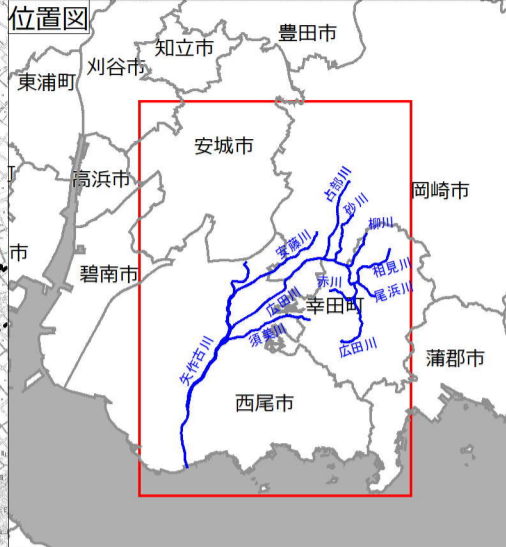 位置図
豊田市
知立市
刈谷市
東浦町
安城市
高浜市
占部川
岡崎市
砂川
柳川
町
安藤川
市
碧南市
相見川
赤川
尾浜川
広田川
幸田町
須美川
広田川
蒲郡市
矢作古川
西尾市